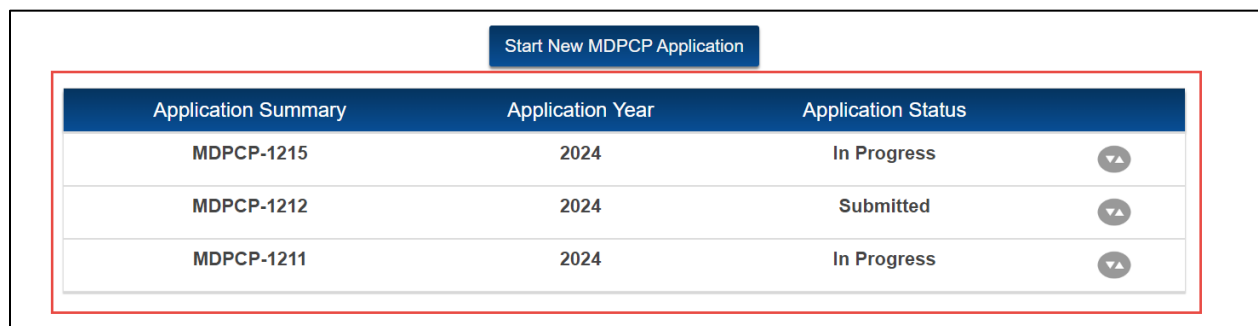 Start New MDPCP Application
Application Summary Application Year Application Status
MDPCP-1215 2024 In Progress
MDPCP-1212 2024 Submitted
MDPCP-1211 2024 In Progress